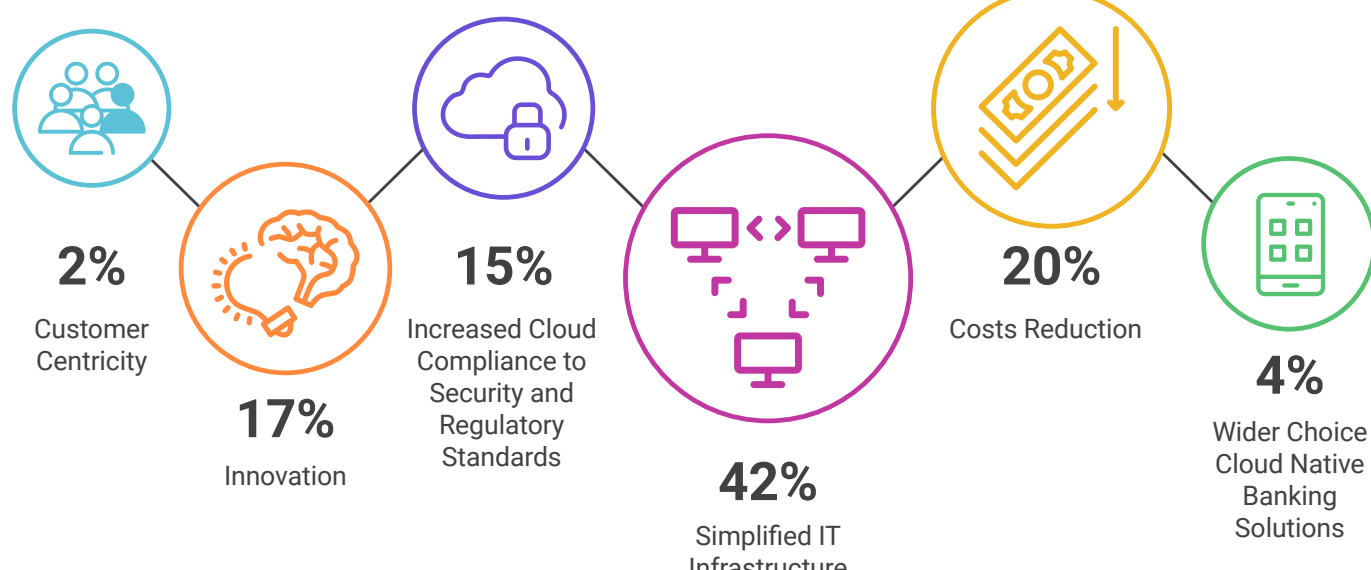 2%
Customer
Centricity
17%
Innovation
15%
Increased Cloud
Compliance to
Security and
Regulatory
Standards
42%
Simplified IT
Infrastructure
20%
Costs Reduction
4%
Wider Choice
Cloud Native
Banking
Solutions